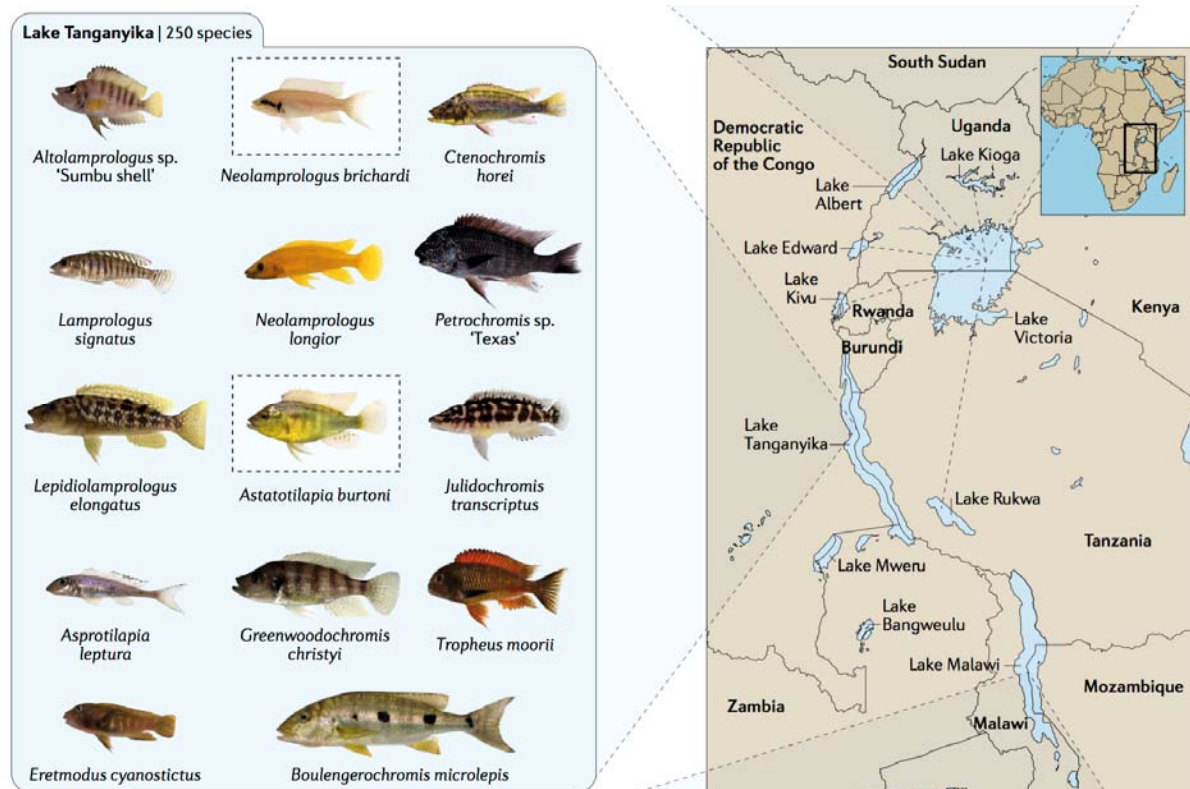 Lake Tanganyika | 250 species
Altolamprologus sp.
'Sumbu shell'
Neolamprologus brichardi
Ctenochromis
horei
Lamprologus
signatus
Neolamprologus
longior
Petrochromis sp.
'Texas'
Lepidiolamprologus
elongatus
Astatotilapia burtoni
Julidochromis
transcriptus
Asprotilapia
leptura
Greenwoodochromis
christyi
Tropheus moorii
Eretmodus cyanostictus
Boulengerochromis microlepis
South Sudan
Democratic
Republic
of the Congo
Uganda
Lake Kioga
Lake
Albert
Lake Edward
Lake
Kivu
Rwanda
Burundi
Lake
Victoria
Kenya
Lake
Tanganyika
Lake Rukwa
Tanzania
Lake Mweru
Lake
Bangweulu
Lake Malawi
Zambia
Malawi
Mozambique